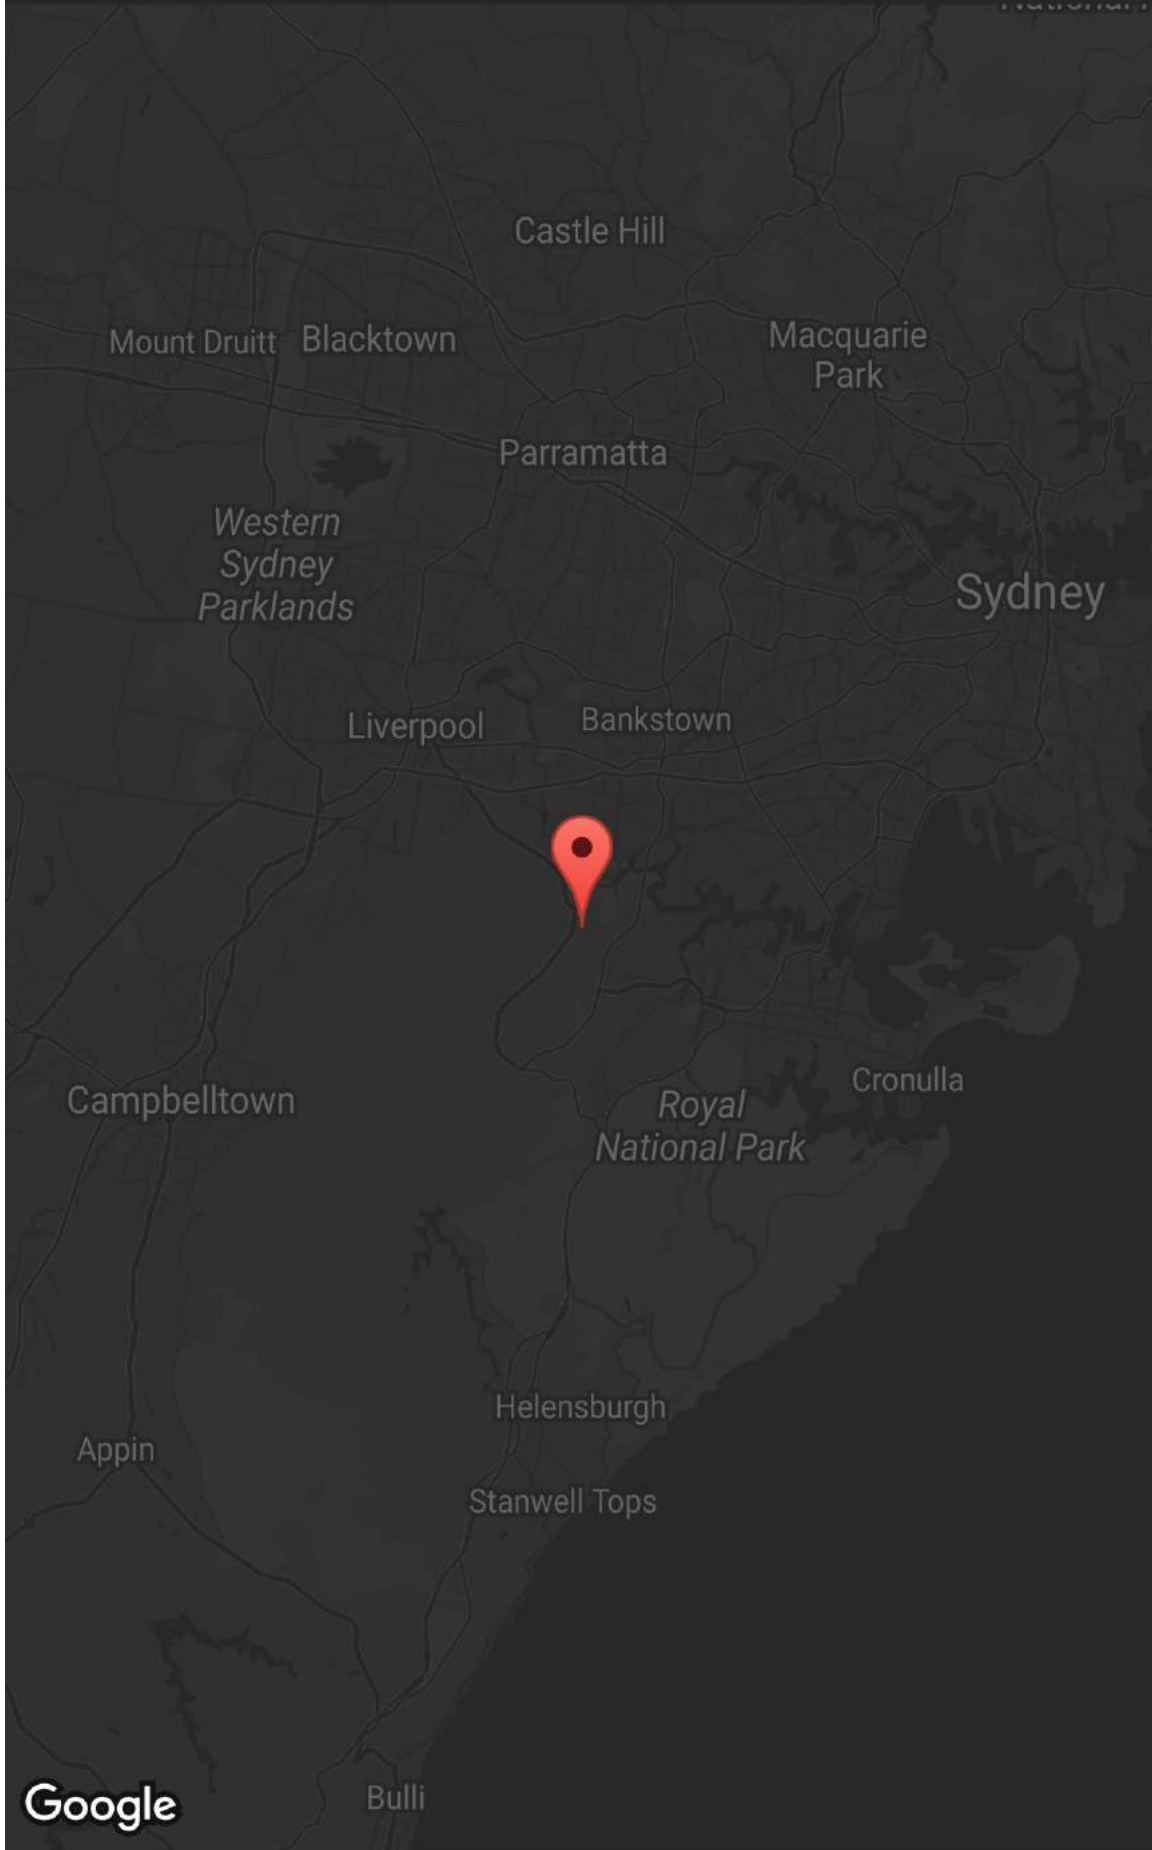 Castle Hill
Mount Druitt
Blacktown
Macquarie
Park
Parramatta
Western
Sydney
Parklands
Sydney
Liverpool
Bankstown
Campbelltown
Cronulla
Royal
National Park
Helensburgh
Appin
Stanwell Tops
Bulli
Google